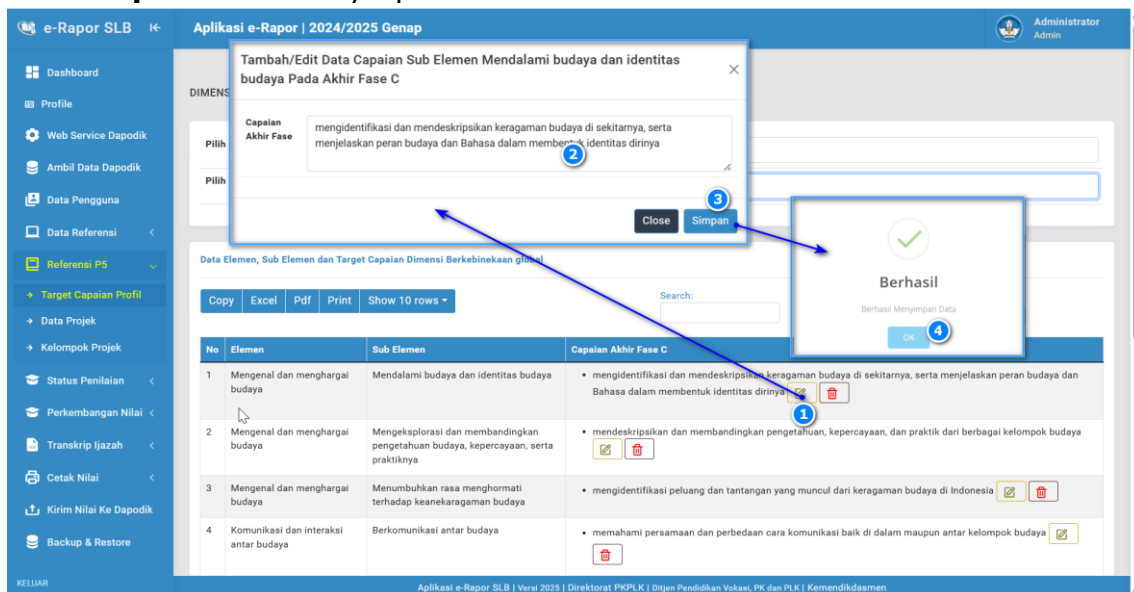 e-Rapor SLB
Aplikasi e-Rapor | 2024/2025 Genap
Administrator
Admin
Dashboard
Profile
Web Service Dapodik
Ambil Data Dapodik
Data Pengguna
Data Referensi
Referensi P5
Target Capaian Profil
Data Projek
Kelompok Projek
Status Penilaian
Perkembangan Nilai
Transkrip Ijazah
Cetak Nilai
Kirim Nilai Ke Dapodik
Backup & Restore
KELUAR
DIMENS
Pilih
Pilih
Tambah/Edit Data Capaian Sub Elemen Mendalami budaya dan identitas
budaya Pada Akhir Fase C
×
Capaian
Akhir Fase
mengidentifikasi dan mendeskripsikan keragaman budaya di sekitarnya, serta
menjelaskan peran budaya dan Bahasa dalam membentuk identitas dirinya
2
3
Close Simpan
Berhasil
Berhasil Menyimpan Data
OK
4
Data Elemen, Sub Elemen dan Target Capaian Dimensi Berkebinekaan global
Copy Excel Pdf Print Show 10 rows
Search:
No Elemen Sub Elemen Capaian Akhir Fase C
1 Mengenal dan menghargai
budaya
Mendalami budaya dan identitas budaya
• mengidentifikasi dan mendeskripsikan keragaman budaya di sekitarnya, serta menjelaskan peran budaya dan
Bahasa dalam membentuk identitas dirinya
1
2 Mengenal dan menghargai
budaya
Mengeksplorasi dan membandingkan
pengetahuan budaya, kepercayaan, serta
praktiknya
• mendeskripsikan dan membandingkan pengetahuan, kepercayaan, dan praktik dari berbagai kelompok budaya
3 Mengenal dan menghargai
budaya
Menumbuhkan rasa menghormati
terhadap keanekaragaman budaya
• mengidentifikasi peluang dan tantangan yang muncul dari keragaman budaya di Indonesia
4 Komunikasi dan interaksi
antar budaya
Berkomunikasi antar budaya
• memahami persamaan dan perbedaan cara komunikasi baik di dalam maupun antar kelompok budaya
Aplikasi e-Rapor SLB | Versi 2025 | Direktorat PKPLK | Ditjen Pendidikan Vokasi, PK dan PLK | Kemendikdasmen